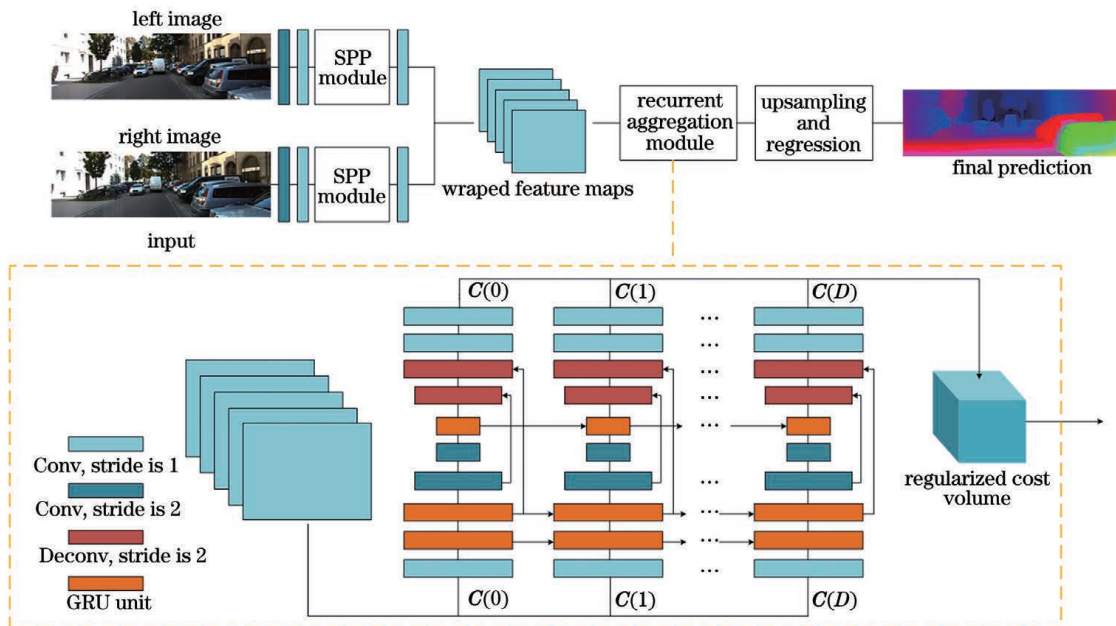 left image
SPP
module
right image
SPP
module
input
wraped feature maps
recurrent
aggregation
module
upsampling
and
regression
final prediction
C(0)
C(1)
C(D)
...
...
...
...
...
...
...
...
Conv, stride is 1
Conv, stride is 2
Deconv, stride is 2
GRU unit
C(0)
C(1)
C(D)
regularized cost
volume